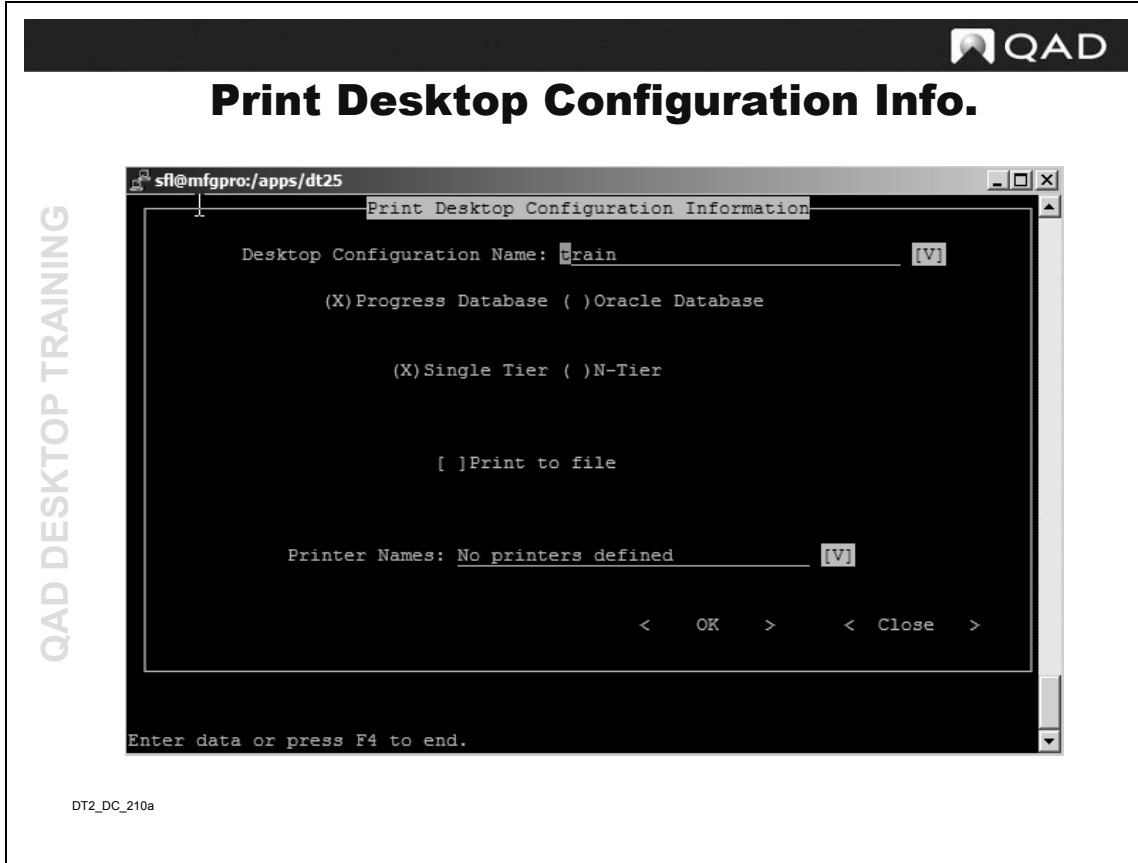 QAD
Print Desktop Configuration Info.
QAD DESKTOP TRAINING
sfl@mfgpro:/apps/dt25
Print Desktop Configuration Information
Desktop Configuration Name: train [V]
(X)Progress Database ( )Oracle Database
(X)Single Tier ( )N-Tier
[ ]Print to file
Printer Names: No printers defined [V]
< OK > < Close >
Enter data or press F4 to end.
DT2_DC_210a